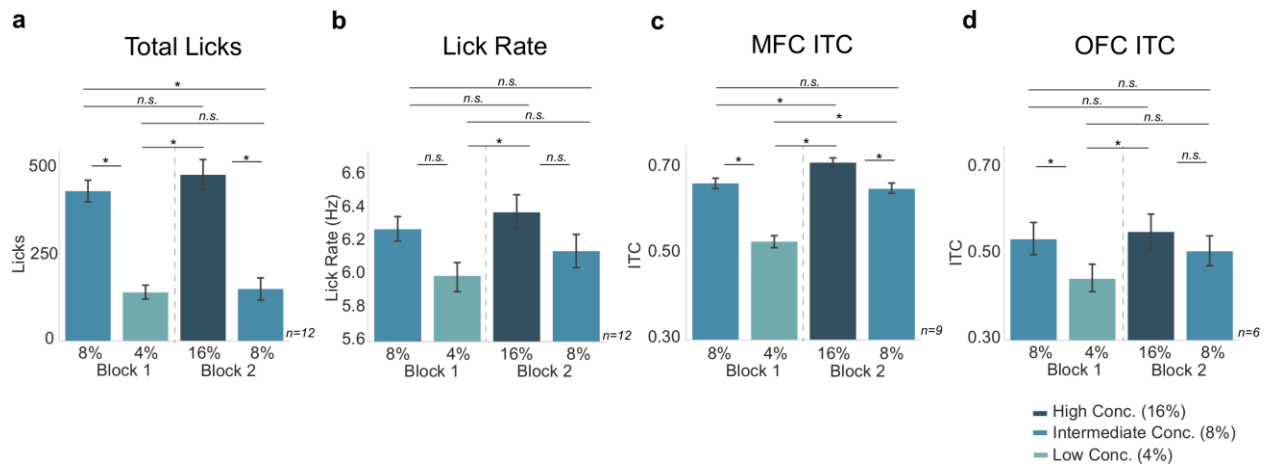 a
Total Licks
*
n.s.
n.s.
*
*
*
500
250
0
Licks
8%
4%
16%
8%
Block 1
Block 2
n=12
b
Lick Rate
n.s.
n.s.
n.s.
*
n.s.
n.s.
6.6
6.4
6.2
6.0
5.8
5.6
Lick Rate (Hz)
8%
4%
16%
8%
Block 1
Block 2
n=12
c
MFC ITC
n.s.
*
*
*
*
*
0.70
0.50
0.30
ITC
8%
4%
16%
8%
Block 1
Block 2
n=9
d
OFC ITC
n.s.
n.s.
n.s.
*
*
n.s.
0.70
0.50
0.30
ITC
8%
4%
16%
8%
Block 1
Block 2
n=6
High Conc. (16%)
Intermediate Conc. (8%)
Low Conc. (4%)